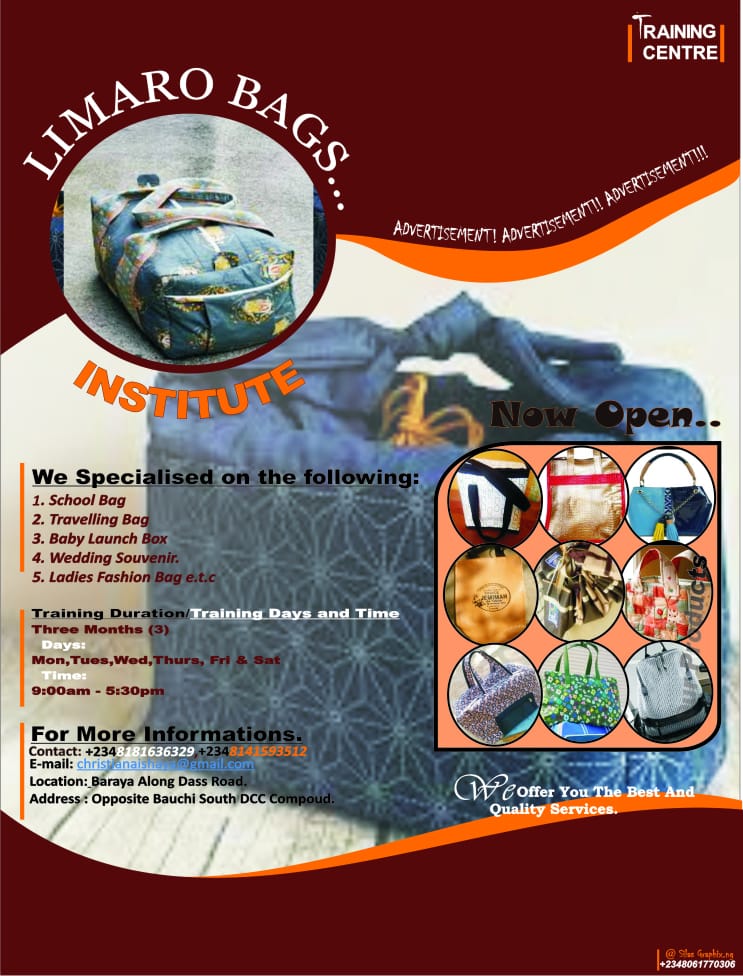 TRAINING
CENTRE
LIMARO BAGS...
ADVERTISEMENT! ADVERTISEMENT!! ADVERTISEMENT!!!
INSTITUTE
Now Open..
We Specialised on the following:
1. School Bag
2. Travelling Bag
3. Baby Launch Box
4. Wedding Souvenir.
5. Ladies Fashion Bag e.t.c
Products
Training Duration/Training Days and Time
Three Months (3)
Days:
Mon,Tues,Wed,Thurs, Fri & Sat
Time:
9:00am - 5:30pm
For More Informations.
Contact: +2348181636329,+2348141593512
E-mail: christianaishaya@gmail.com
Location: Baraya Along Dass Road.
Address : Opposite Bauchi South DCC Compoud.
We Offer You The Best And
Quality Services.
@ Silas Graphix.ng
+2348061770306